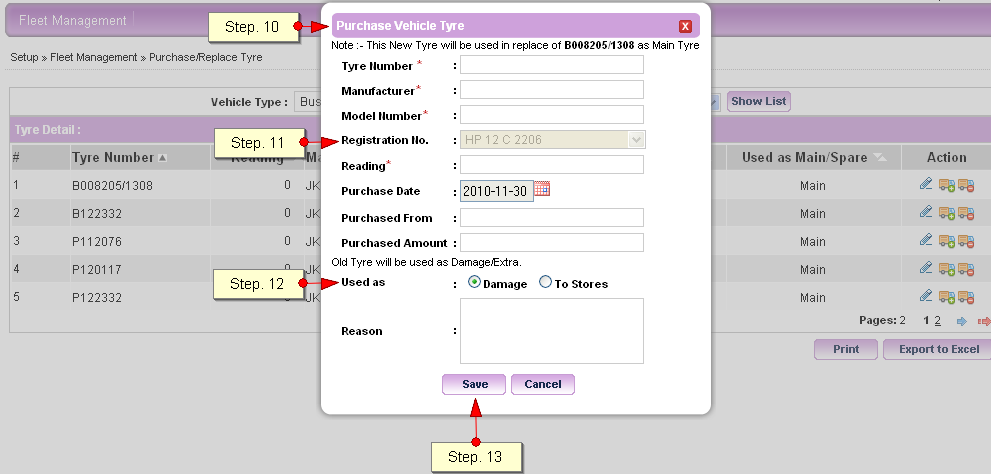 Fleet Management
Step. 10
Purchase Vehicle Tyre
Note :- This New Tyre will be used in replace of B008205/1308 as Main Tyre
Setup » Fleet Management » Purchase/Replace Tyre
Tyre Number * :
Manufacturer* :
Vehicle Type : Bus
Show List
Model Number* :
Tyre Detail :
Step. 11
Registration No. : HP 12 C 2206
# Tyre Number Reading Ma Used as Main/Spare Action
Reading* :
1 B008205/1308 0 JK Main
Purchase Date : 2010-11-30
2 B122332 0 JK Main
Purchased From :
3 P112076 0 JK Main
Purchased Amount :
Old Tyre will be used as Damage/Extra.
4 P120117 JK Main
Step. 12
Used as : Damage To Stores
5 P122332 JK Main
Pages: 2 1 2
Reason :
Print Export to Excel
Save Cancel
Step. 13